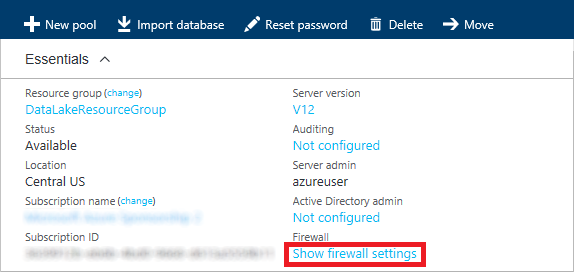 New pool Import database Reset password Delete Move
Essentials
Resource group (change)
DataLakeResourceGroup
Status
Available
Location
Central US
Subscription name (change)
Subscription ID
Server version
V12
Auditing
Not configured
Server admin
azureuser
Active Directory admin
Not configured
Firewall
Show firewall settings